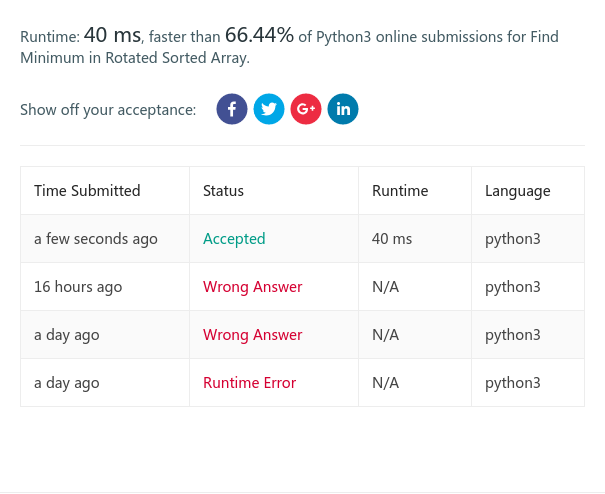 Runtime: 40 ms, faster than 66.44% of Python3 online submissions for Find
Minimum in Rotated Sorted Array.
Show off your acceptance: f G+ in
Time Submitted Status Runtime Language
a few seconds ago Accepted 40 ms python3
16 hours ago Wrong Answer N/A python3
a day ago Wrong Answer N/A python3
a day ago Runtime Error N/A python3